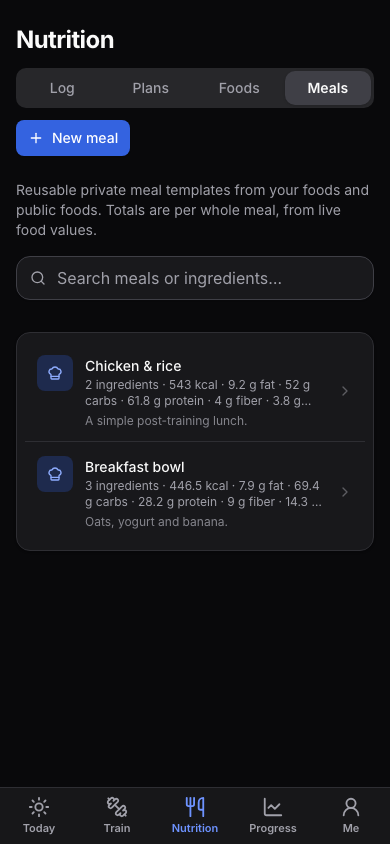 Nutrition
Log
Plans
Foods
Meals
New meal
Reusable private meal templates from your foods and
public foods. Totals are per whole meal, from live
food values.
Search meals or ingredients...
Chicken & rice
2 ingredients · 543 kcal · 9.2 g fat · 52 g
carbs · 61.8 g protein · 4 g fiber · 3.8 g...
A simple post-training lunch.
Breakfast bowl
3 ingredients · 446.5 kcal · 7.9 g fat · 69.4
g carbs · 28.2 g protein · 9 g fiber · 14.3 ...
Oats, yogurt and banana.
Today
Train
Nutrition
Progress
Me